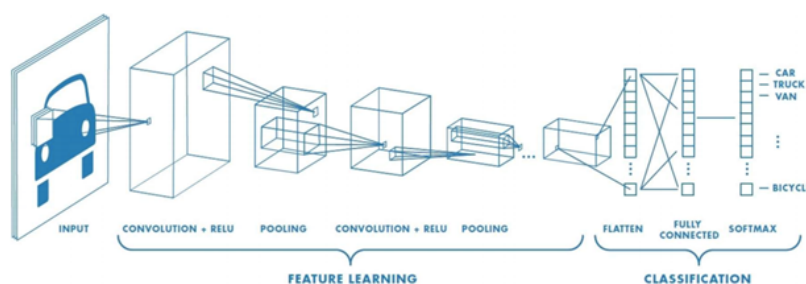 CAR
TRUCK
VAN
BICYCL
INPUT
CONVOLUTION + RELU
POOLING
CONVOLUTION + RELU
POOLING
FLATTEN
FULLY
CONNECTED
SOFTMAX
FEATURE LEARNING
CLASSIFICATION